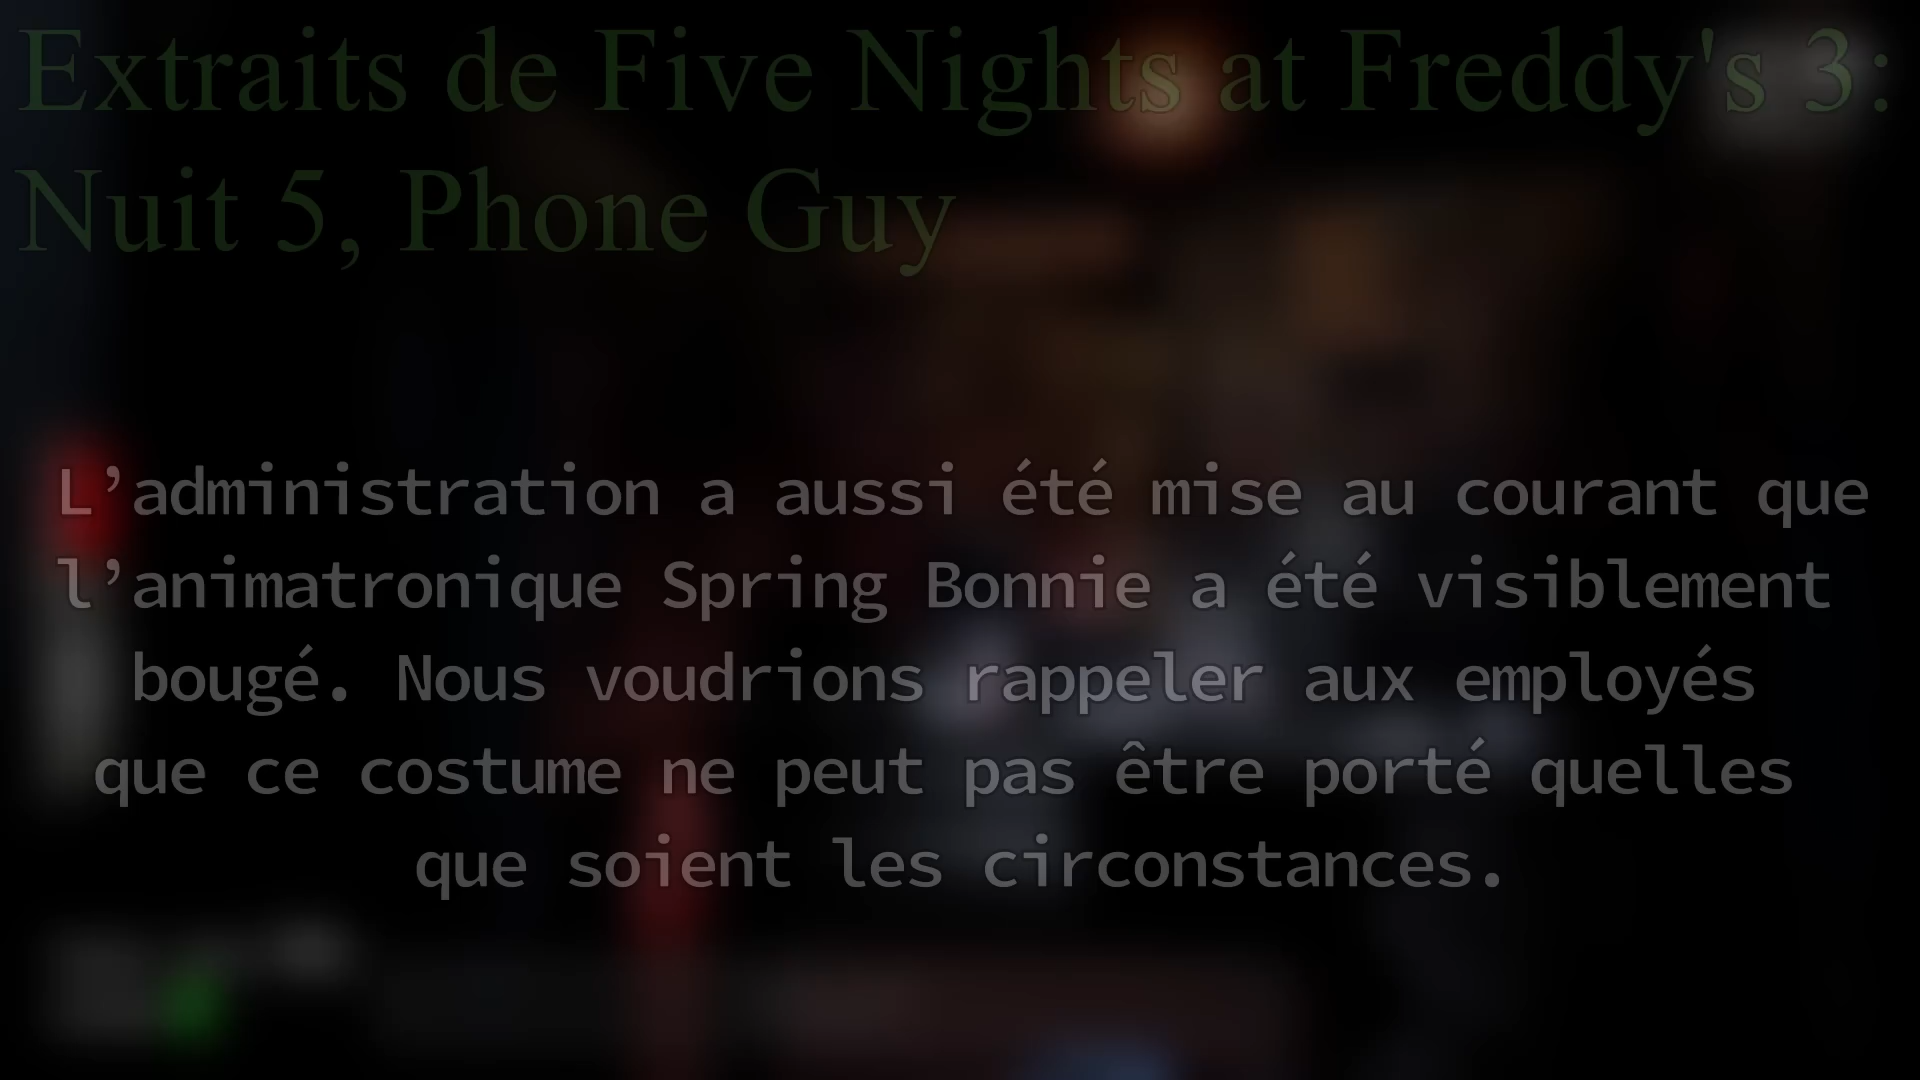 Extraits de Five Nights at Freddy's 3:
Nuit 5, Phone Guy
L’administration a aussi été mise au courant que
l’animatronique Spring Bonnie a été visiblement
bougé. Nous voudrions rappeler aux employés
que ce costume ne peut pas être porté quelles
que soient les circonstances.